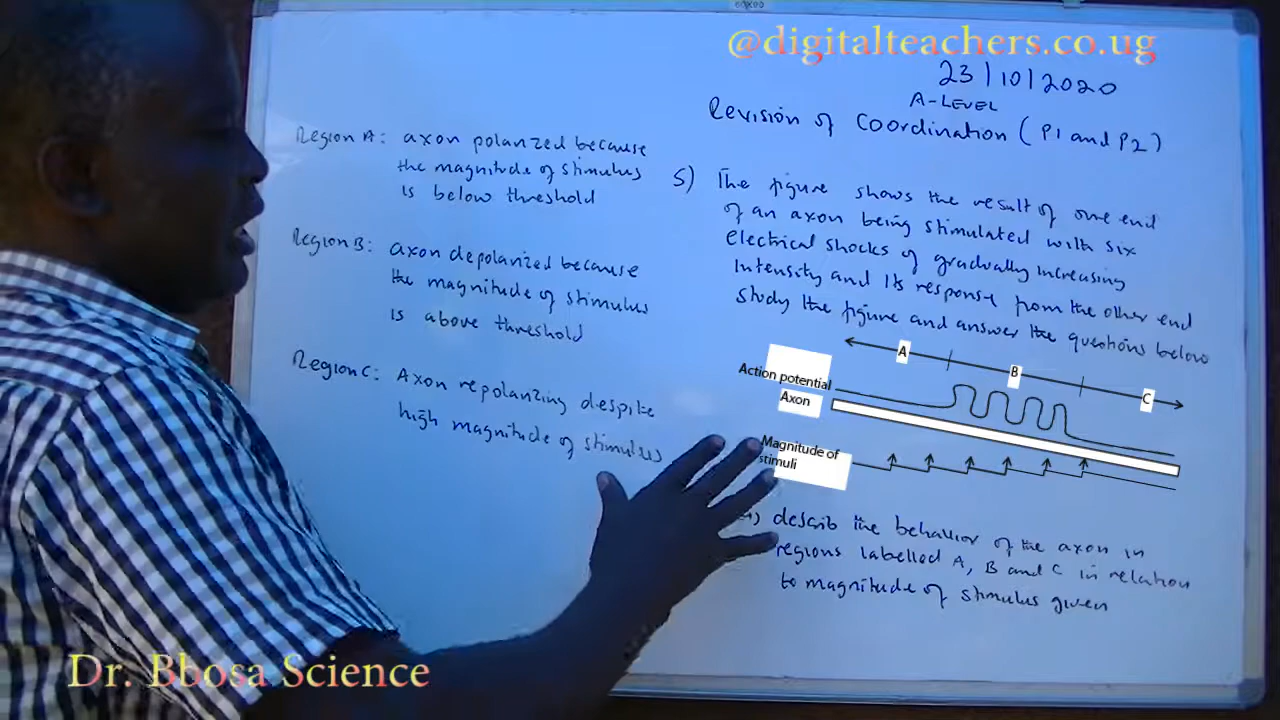 @digitalteachers.co.ug
23/10/2020
A-LEVEL
Revision of Coordination (P1 and P2)
Region A: axon polarized because
the magnitude of stimulus
is below threshold
Region B: axon depolarized because
the magnitude of stimulus
is above threshold
Region C: Axon repolarizing despite
high magnitude of stimulus
5) The figure shows the result of one end
of an axon being stimulated with six
electrical shocks of gradually increasing
intensity and its response from the other end
study the figure and answer the questions below
A
B
C
Action potential
Axon
Magnitude of
stimuli
describ the behavior of the axon in
regions labelled A, B and C in relation
to magnitude of stimulus given
Dr. Bbosa Science